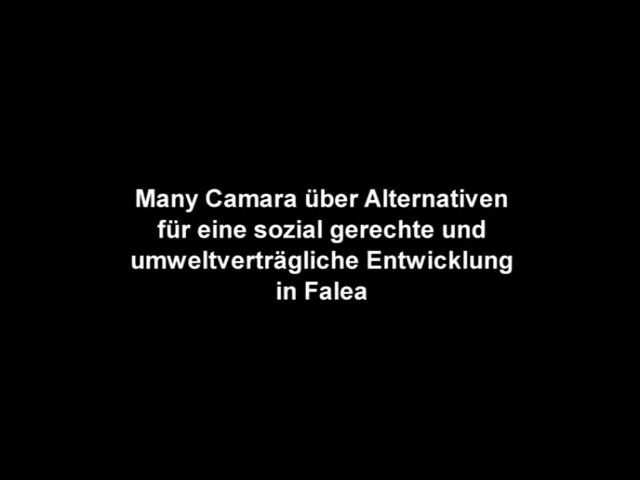 Many Camara über Alternativen
für eine sozial gerechte und
umweltverträgliche Entwicklung
in Falea